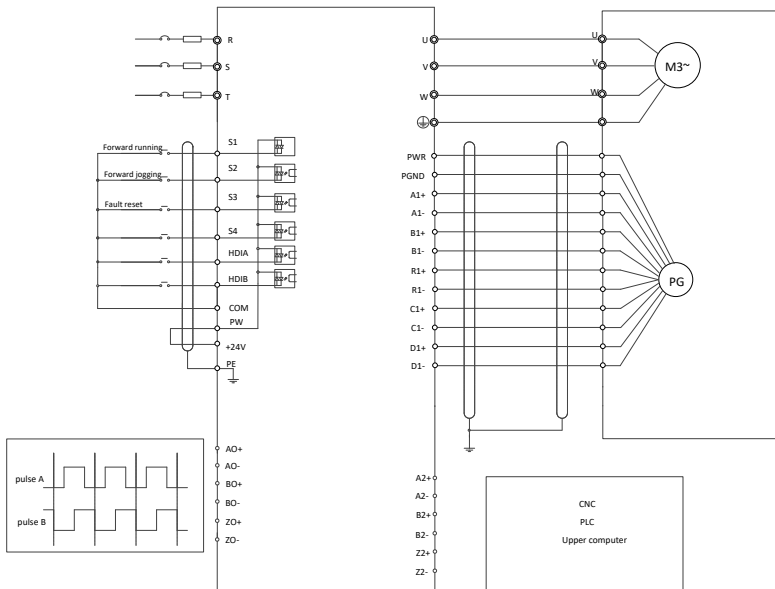 R
S
T
Forward running
S1
Forward jogging
S2
Fault reset
S3
S4
HDIA
HDIB
COM
PW
+24V
PE
U
V
W
U
V
W
M3~
PWR
PGND
A1+
A1-
B1+
B1-
R1+
R1-
C1+
C1-
D1+
D1-
PG
pulse A
pulse B
AO+
AO-
BO+
BO-
ZO+
ZO-
A2+
A2-
B2+
B2-
Z2+
Z2-
CNC
PLC
Upper computer